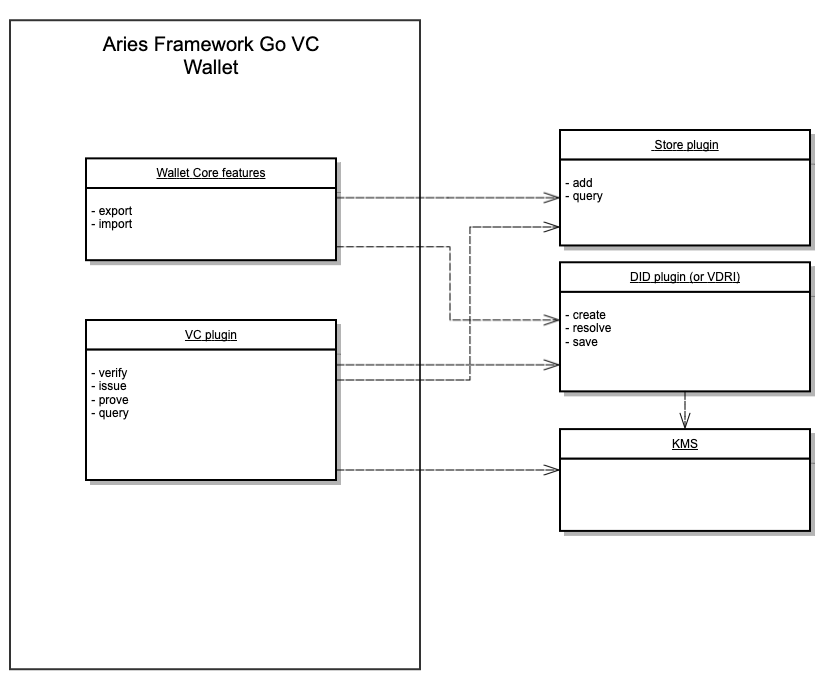 Aries Framework Go VC
Wallet
Wallet Core features
- export
- import
VC plugin
- verify
- issue
- prove
- query
Store plugin
- add
- query
DID plugin (or VDRI)
- create
- resolve
- save
KMS